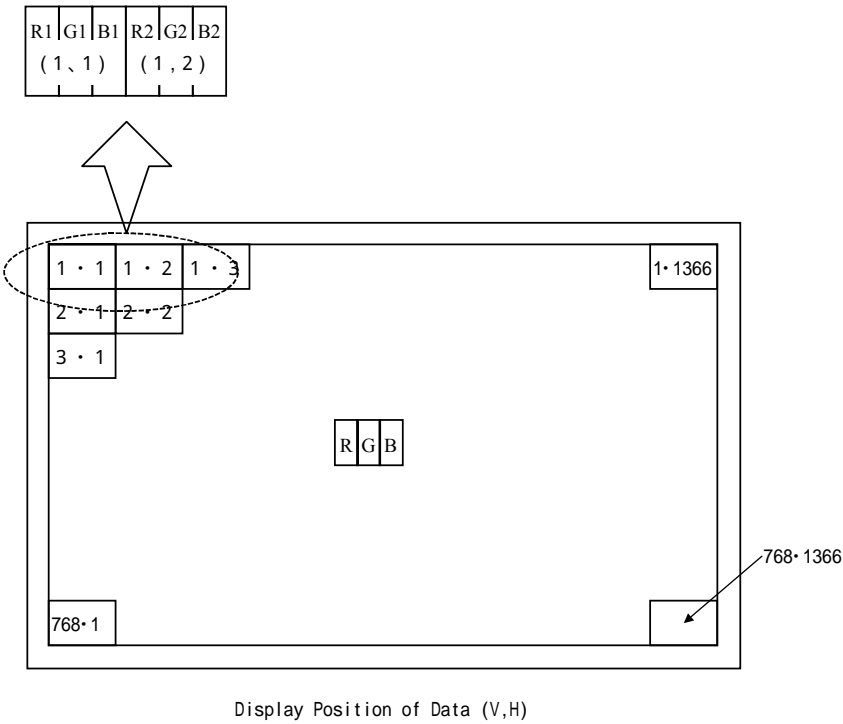 R1 G1 B1 R2 G2 B2
(1、1) (1,2)
1・1 1・2 1・3 1・1366
2・1 2・2
3・1
R G B
768・1366
768・1
Display Position of Data (V,H)